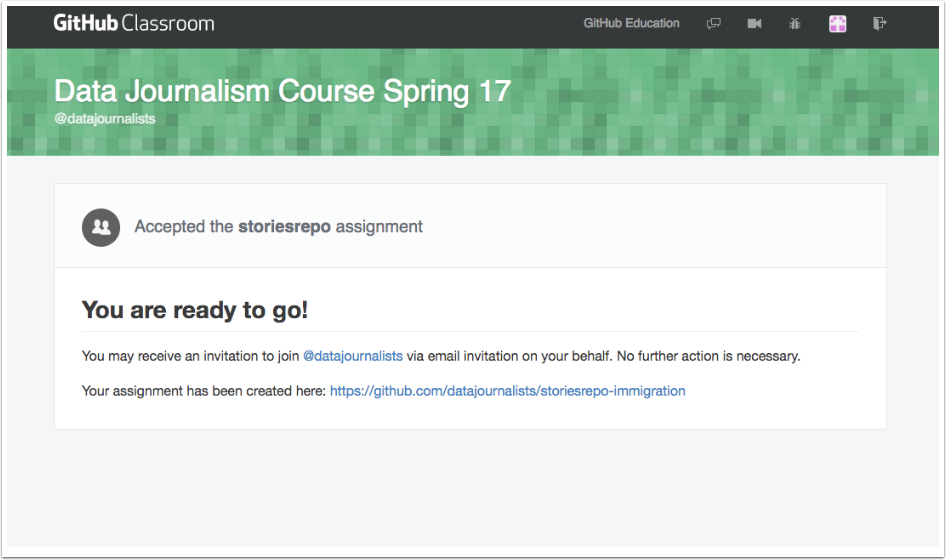 GitHub Classroom
GitHub Education
Data Journalism Course Spring 17
@datajournalists
Accepted the storiesrepo assignment
You are ready to go!
You may receive an invitation to join @datajournalists via email invitation on your behalf. No further action is necessary.
Your assignment has been created here: https://github.com/datajournalists/storiesrepo-immigration